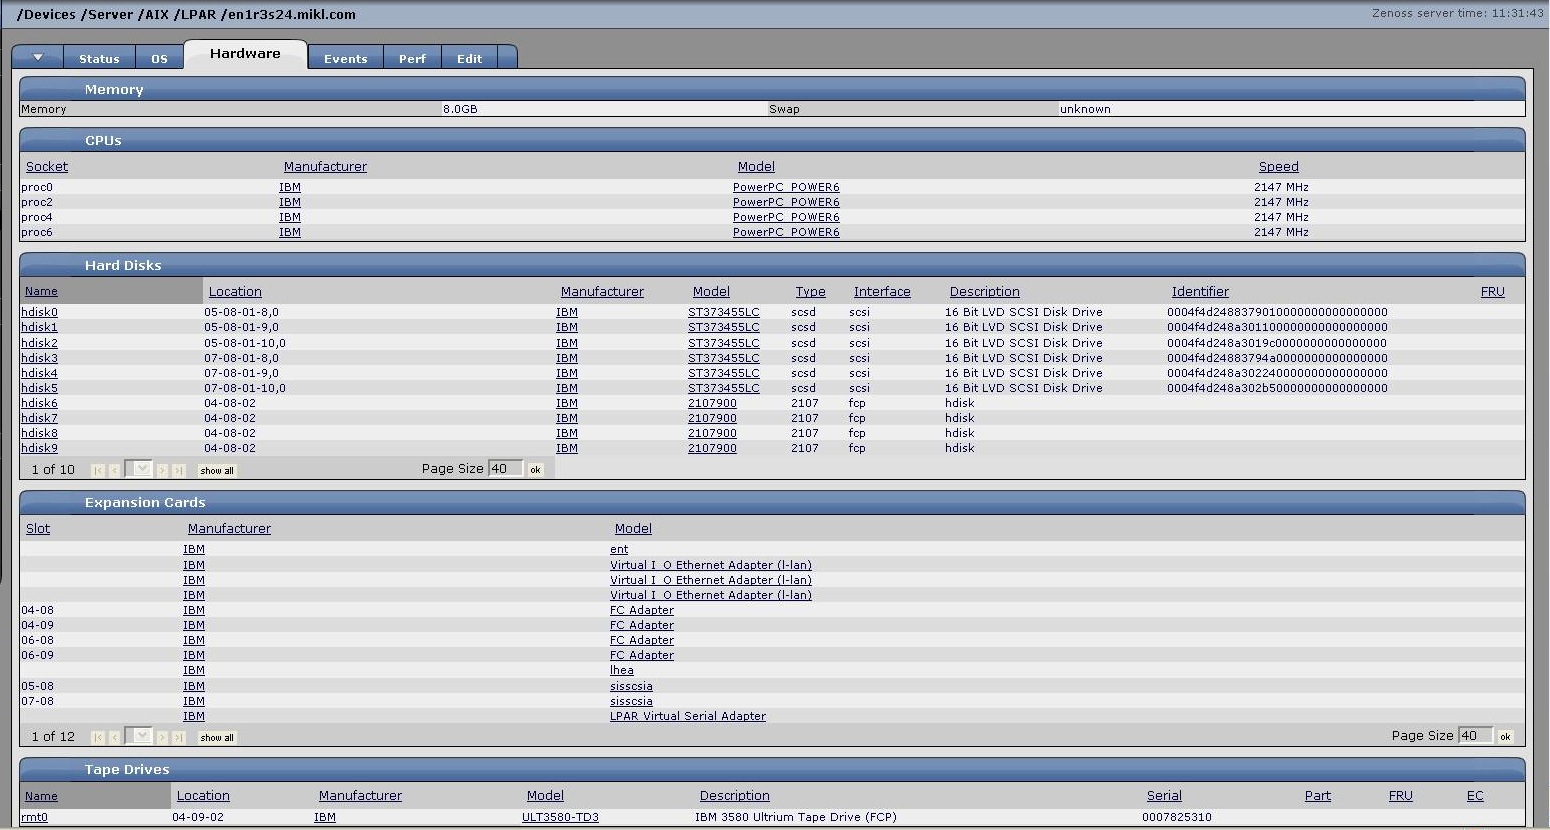 /Devices /Server /AIX /LPAR /en1r3s24.mikl.com Zenoss server time: 11:31:43
Status OS Hardware Events Perf Edit
Memory
Memory 8.0GB Swap unknown
CPUs
Socket Manufacturer Model Speed
proc0 IBM PowerPC_POWER6 2147 MHz
proc2 IBM PowerPC_POWER6 2147 MHz
proc4 IBM PowerPC_POWER6 2147 MHz
proc6 IBM PowerPC_POWER6 2147 MHz
Hard Disks
Name Location Manufacturer Model Type Interface Description Identifier FRU
hdisk0 05-08-01-8,0 IBM ST373455LC scsd scsi 16 Bit LVD SCSI Disk Drive 0004f4d2488379010000000000000000
hdisk1 05-08-01-9,0 IBM ST373455LC scsd scsi 16 Bit LVD SCSI Disk Drive 0004f4d248a301100000000000000000
hdisk2 05-08-01-10,0 IBM ST373455LC scsd scsi 16 Bit LVD SCSI Disk Drive 0004f4d248a3019c0000000000000000
hdisk3 07-08-01-8,0 IBM ST373455LC scsd scsi 16 Bit LVD SCSI Disk Drive 0004f4d24883794a0000000000000000
hdisk4 07-08-01-9,0 IBM ST373455LC scsd scsi 16 Bit LVD SCSI Disk Drive 0004f4d248a302240000000000000000
hdisk5 07-08-01-10,0 IBM ST373455LC scsd scsi 16 Bit LVD SCSI Disk Drive 0004f4d248a302b50000000000000000
hdisk6 04-08-02 IBM 2107900 2107 fcp hdisk
hdisk7 04-08-02 IBM 2107900 2107 fcp hdisk
hdisk8 04-08-02 IBM 2107900 2107 fcp hdisk
hdisk9 04-08-02 IBM 2107900 2107 fcp hdisk
1 of 10 |< < > >| show all Page Size 40 ok
Expansion Cards
Slot Manufacturer Model
IBM ent
IBM Virtual I_O Ethernet Adapter (l-lan)
IBM Virtual I_O Ethernet Adapter (l-lan)
IBM Virtual I_O Ethernet Adapter (l-lan)
04-08 IBM FC Adapter
04-09 IBM FC Adapter
06-08 IBM FC Adapter
06-09 IBM FC Adapter
IBM lhea
05-08 IBM sisscsia
07-08 IBM sisscsia
IBM LPAR Virtual Serial Adapter
1 of 12 |< < > >| show all Page Size 40 ok
Tape Drives
Name Location Manufacturer Model Description Serial Part FRU EC
rmt0 04-09-02 IBM ULT3580-TD3 IBM 3580 Ultrium Tape Drive (FCP) 0007825310